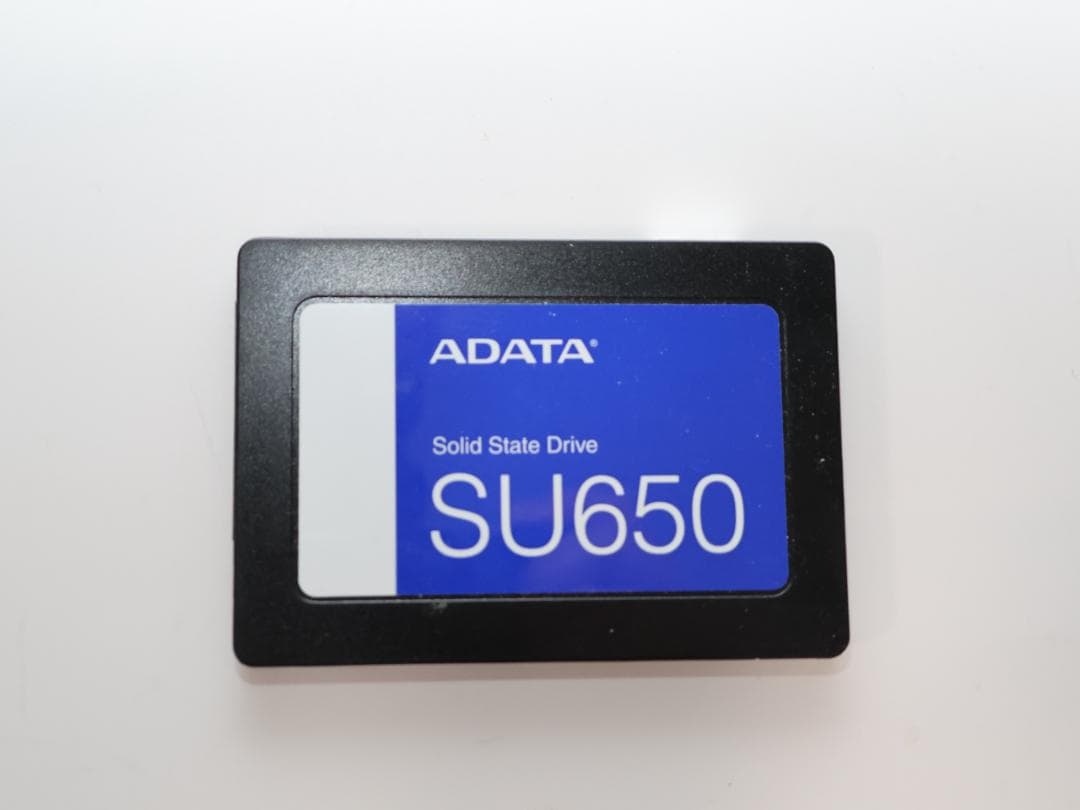 ADATA®
Solid State Drive
SU650